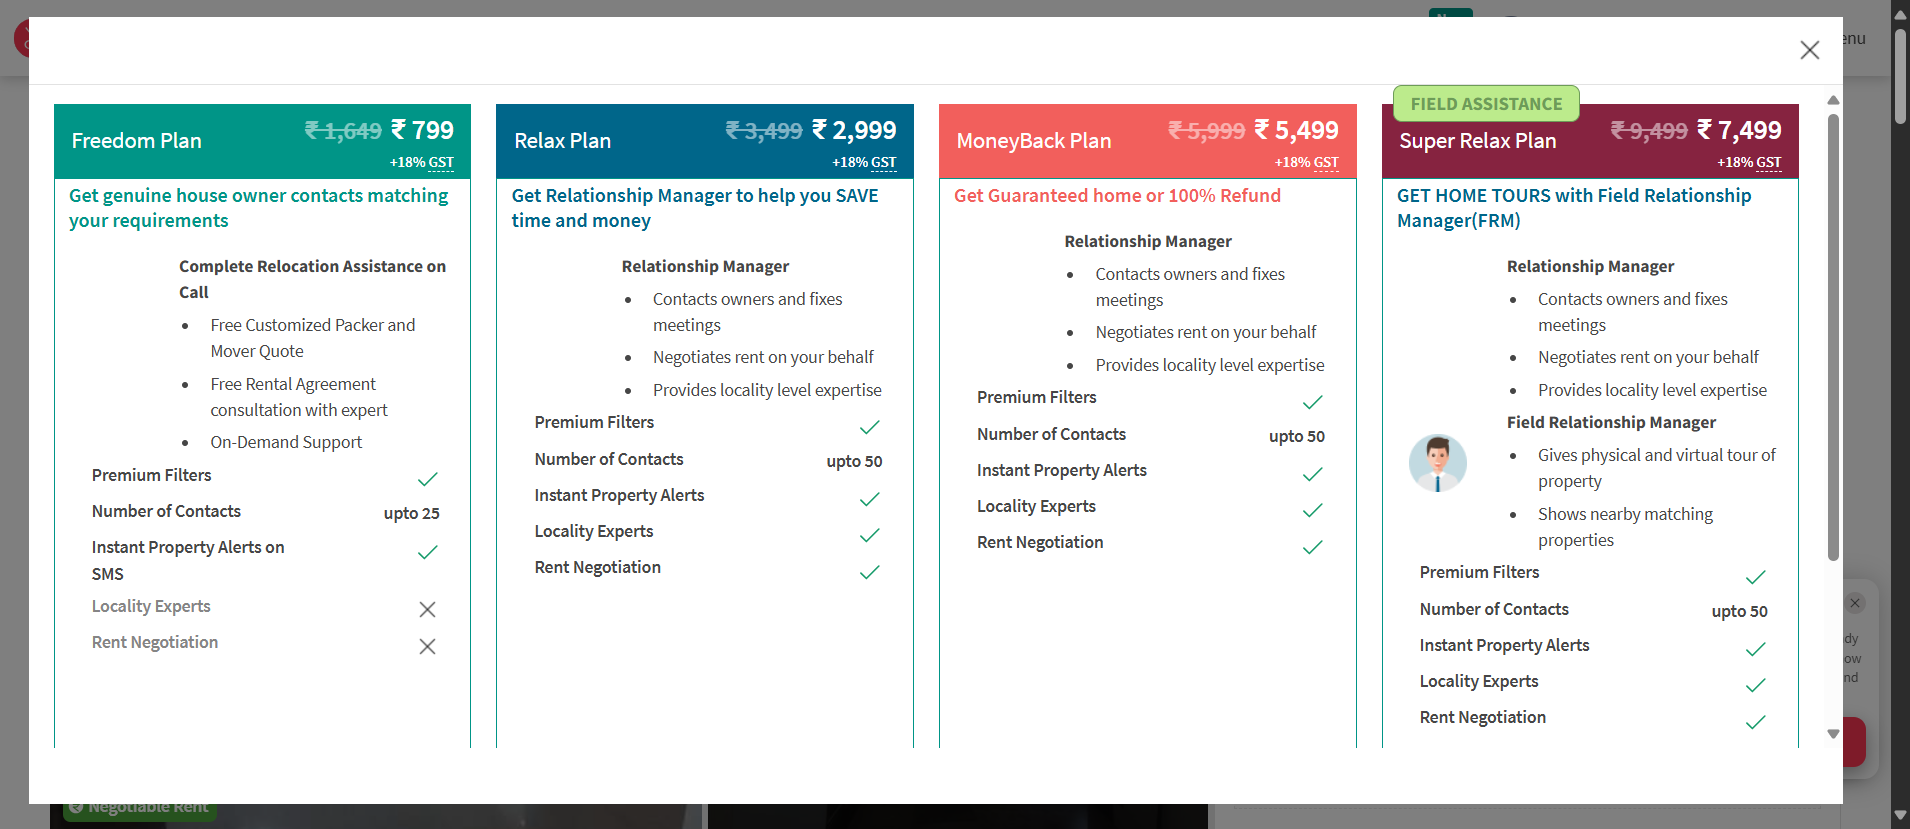 enu
FIELD ASSISTANCE
Freedom Plan
₹ 1,649 ₹ 799
+18% GST
Get genuine house owner contacts matching
your requirements
Complete Relocation Assistance on
Call
• Free Customized Packer and
Mover Quote
• Free Rental Agreement
consultation with expert
• On-Demand Support
Premium Filters
Number of Contacts upto 25
Instant Property Alerts on
SMS
Locality Experts
Rent Negotiation
Relax Plan
₹ 3,499 ₹ 2,999
+18% GST
Get Relationship Manager to help you SAVE
time and money
Relationship Manager
• Contacts owners and fixes
meetings
• Negotiates rent on your behalf
• Provides locality level expertise
Premium Filters
Number of Contacts upto 50
Instant Property Alerts
Locality Experts
Rent Negotiation
MoneyBack Plan
₹ 5,999 ₹ 5,499
+18% GST
Get Guaranteed home or 100% Refund
Relationship Manager
• Contacts owners and fixes
meetings
• Negotiates rent on your behalf
• Provides locality level expertise
Premium Filters
Number of Contacts upto 50
Instant Property Alerts
Locality Experts
Rent Negotiation
Super Relax Plan
₹ 9,499 ₹ 7,499
+18% GST
GET HOME TOURS with Field Relationship
Manager(FRM)
Relationship Manager
• Contacts owners and fixes
meetings
• Negotiates rent on your behalf
• Provides locality level expertise
Field Relationship Manager
• Gives physical and virtual tour of
property
• Shows nearby matching
properties
Premium Filters
Number of Contacts upto 50
Instant Property Alerts
Locality Experts
Rent Negotiation
dy
ow
nd
Negotiable Rent